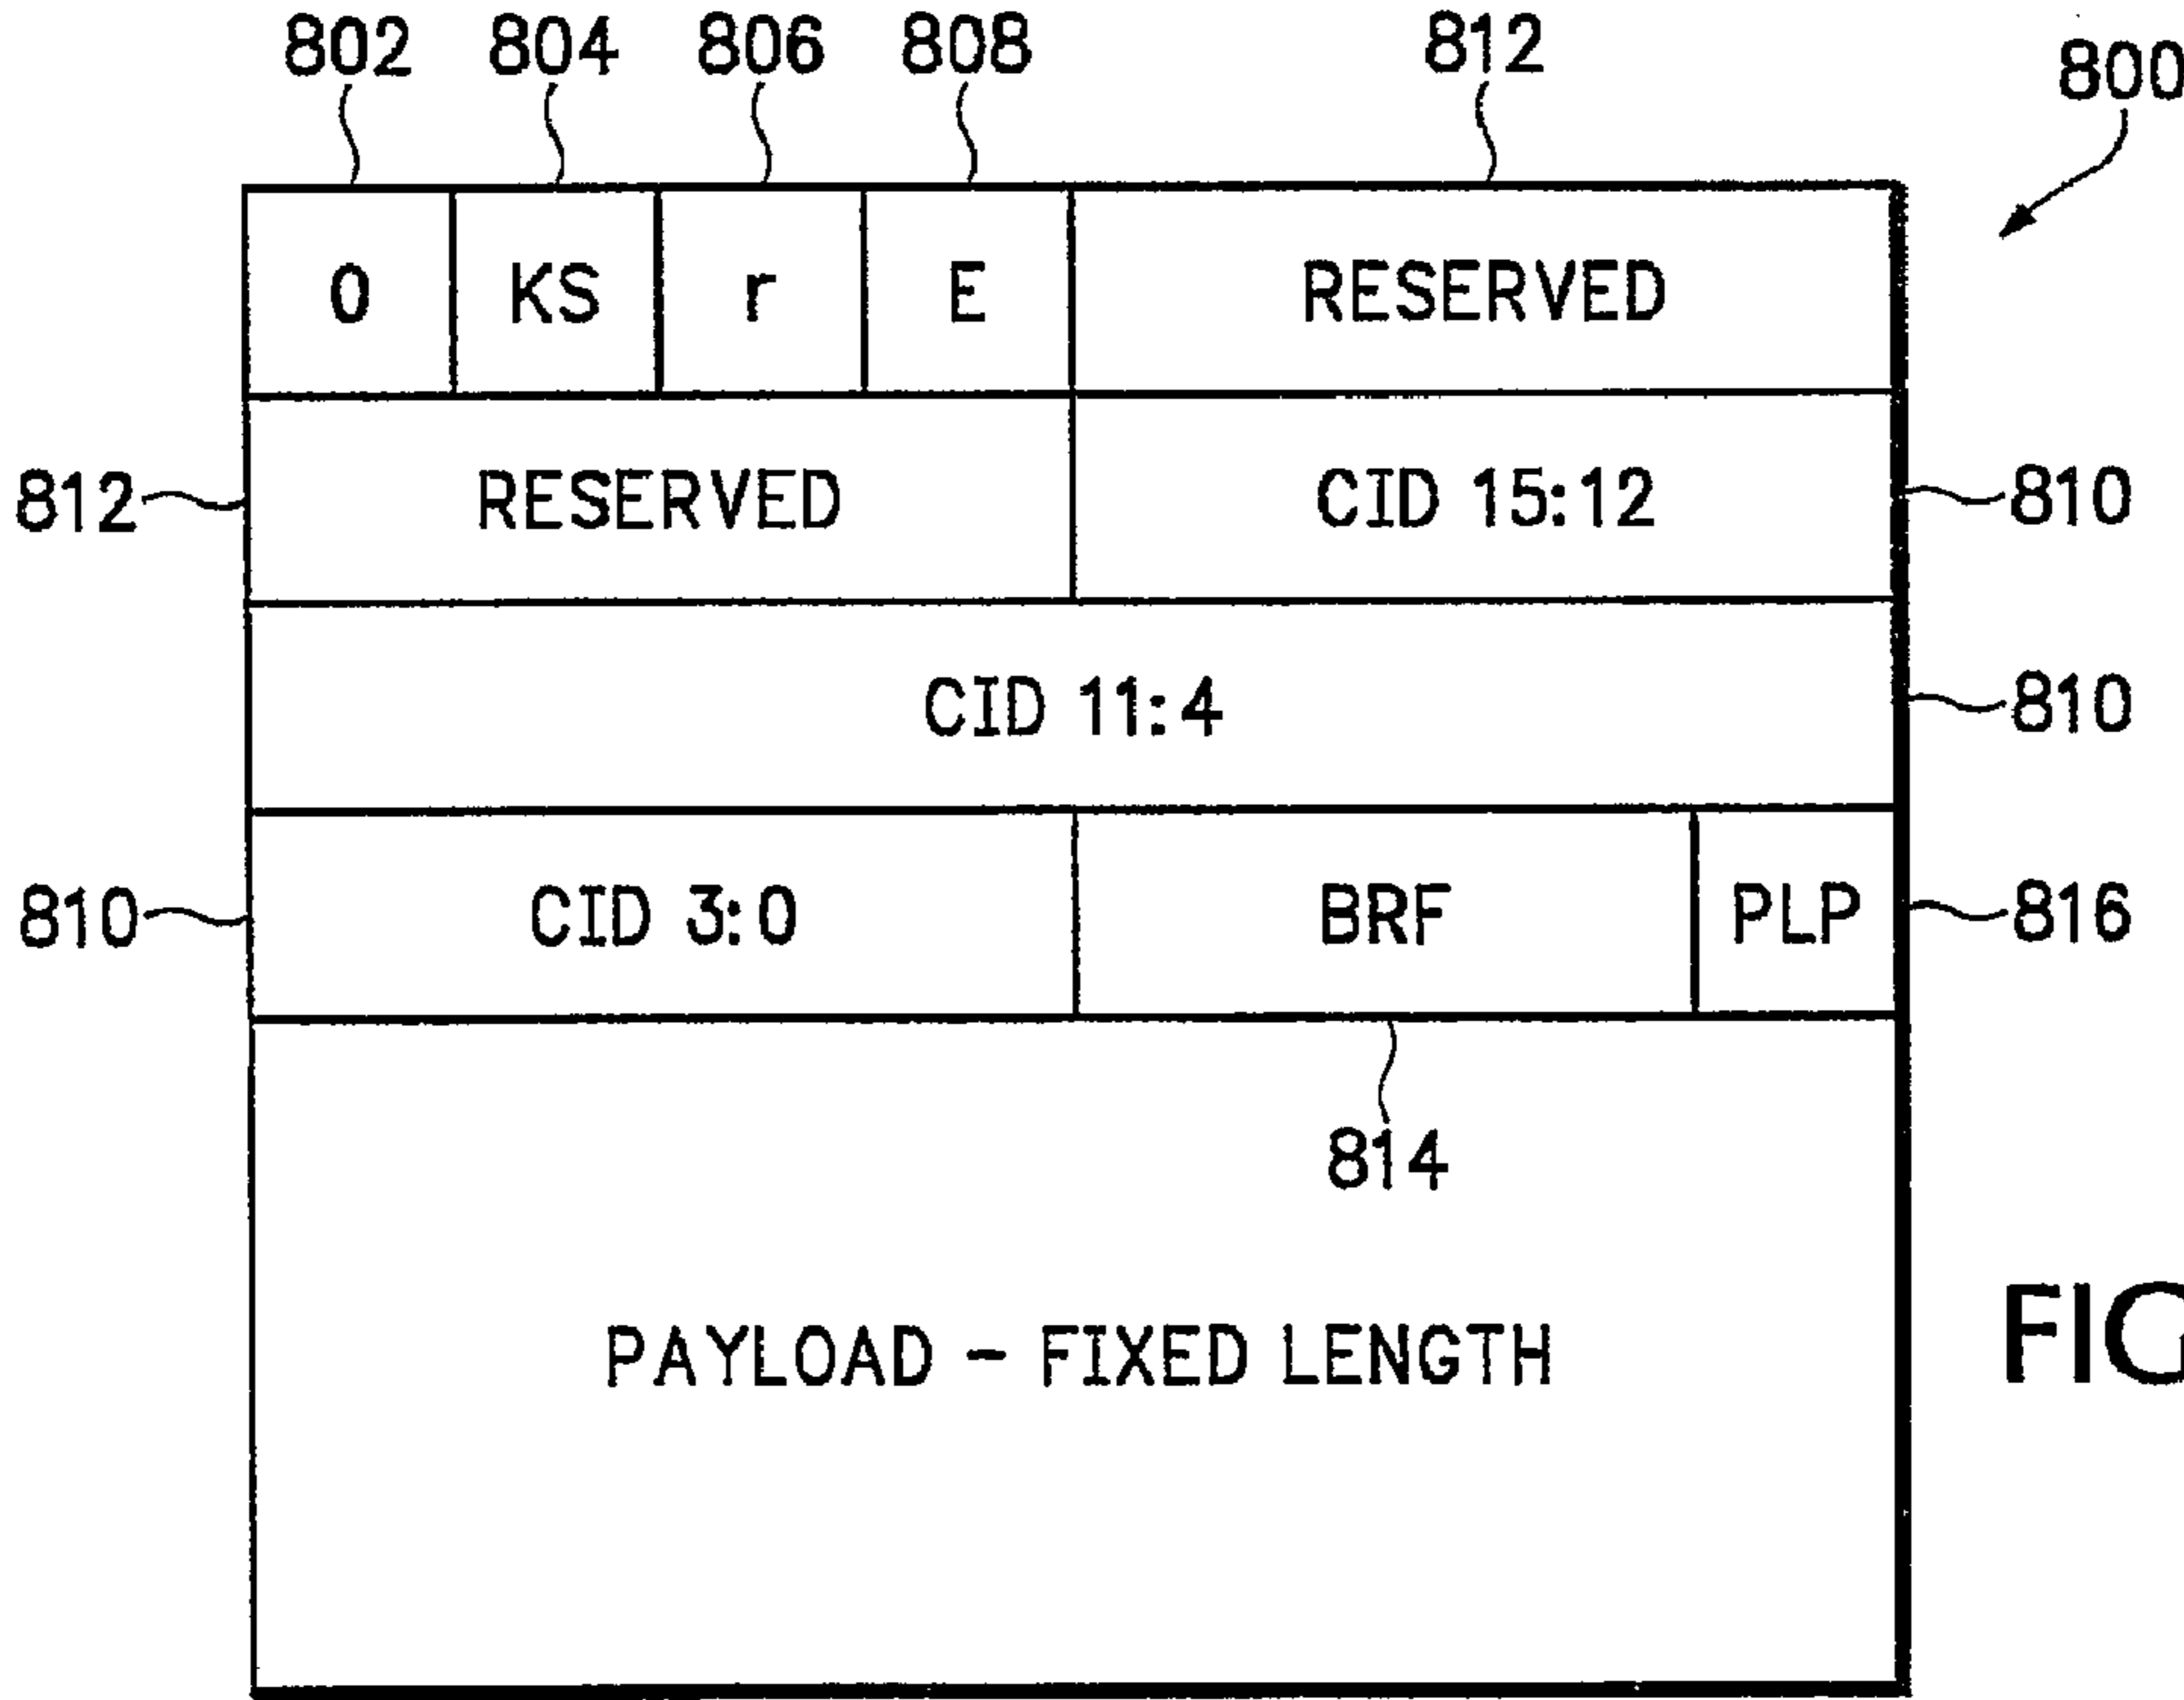 802 804 806 808 812
800
0 KS r E RESERVED
812 RESERVED CID 15:12 810
CID 11:4 810
810 CID 3:0 BRF PLP 816
814
PAYLOAD - FIXED LENGTH
FIG